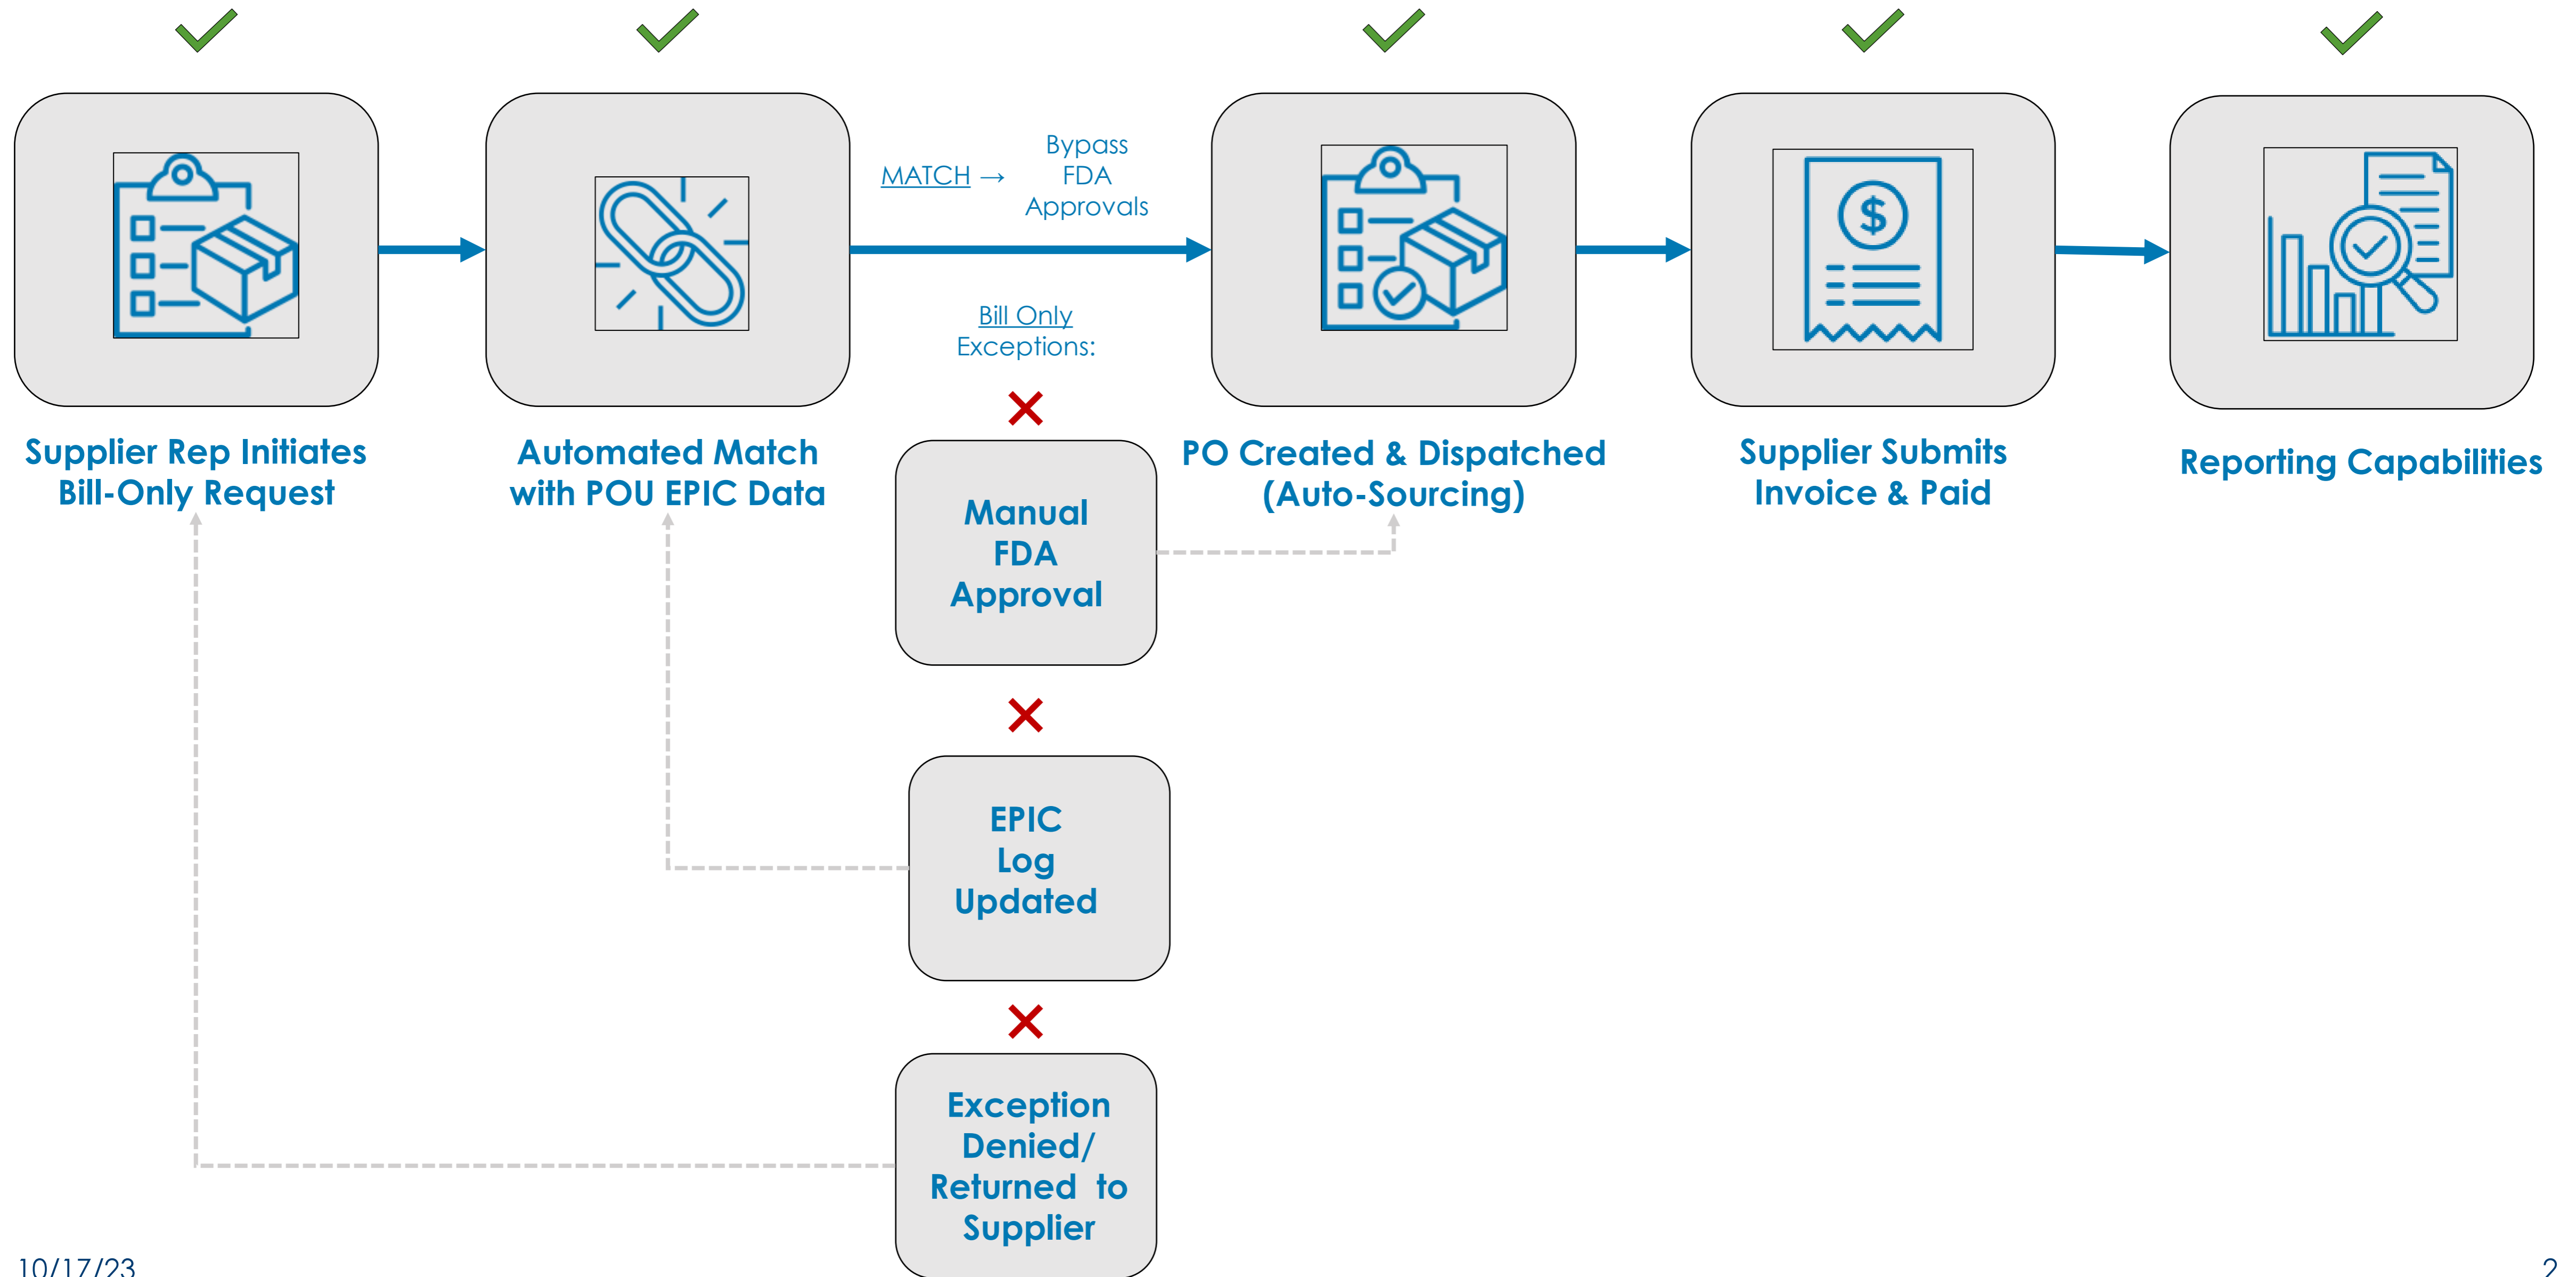 MATCH →
Bypass
FDA
Approvals
Bill Only
Exceptions:
Supplier Rep Initiates
Bill-Only Request
Automated Match
with POU EPIC Data
PO Created & Dispatched
(Auto-Sourcing)
Supplier Submits
Invoice & Paid
Reporting Capabilities
Manual
FDA
Approval
EPIC
Log
Updated
Exception
Denied/
Returned to
Supplier
$
10/17/23
2